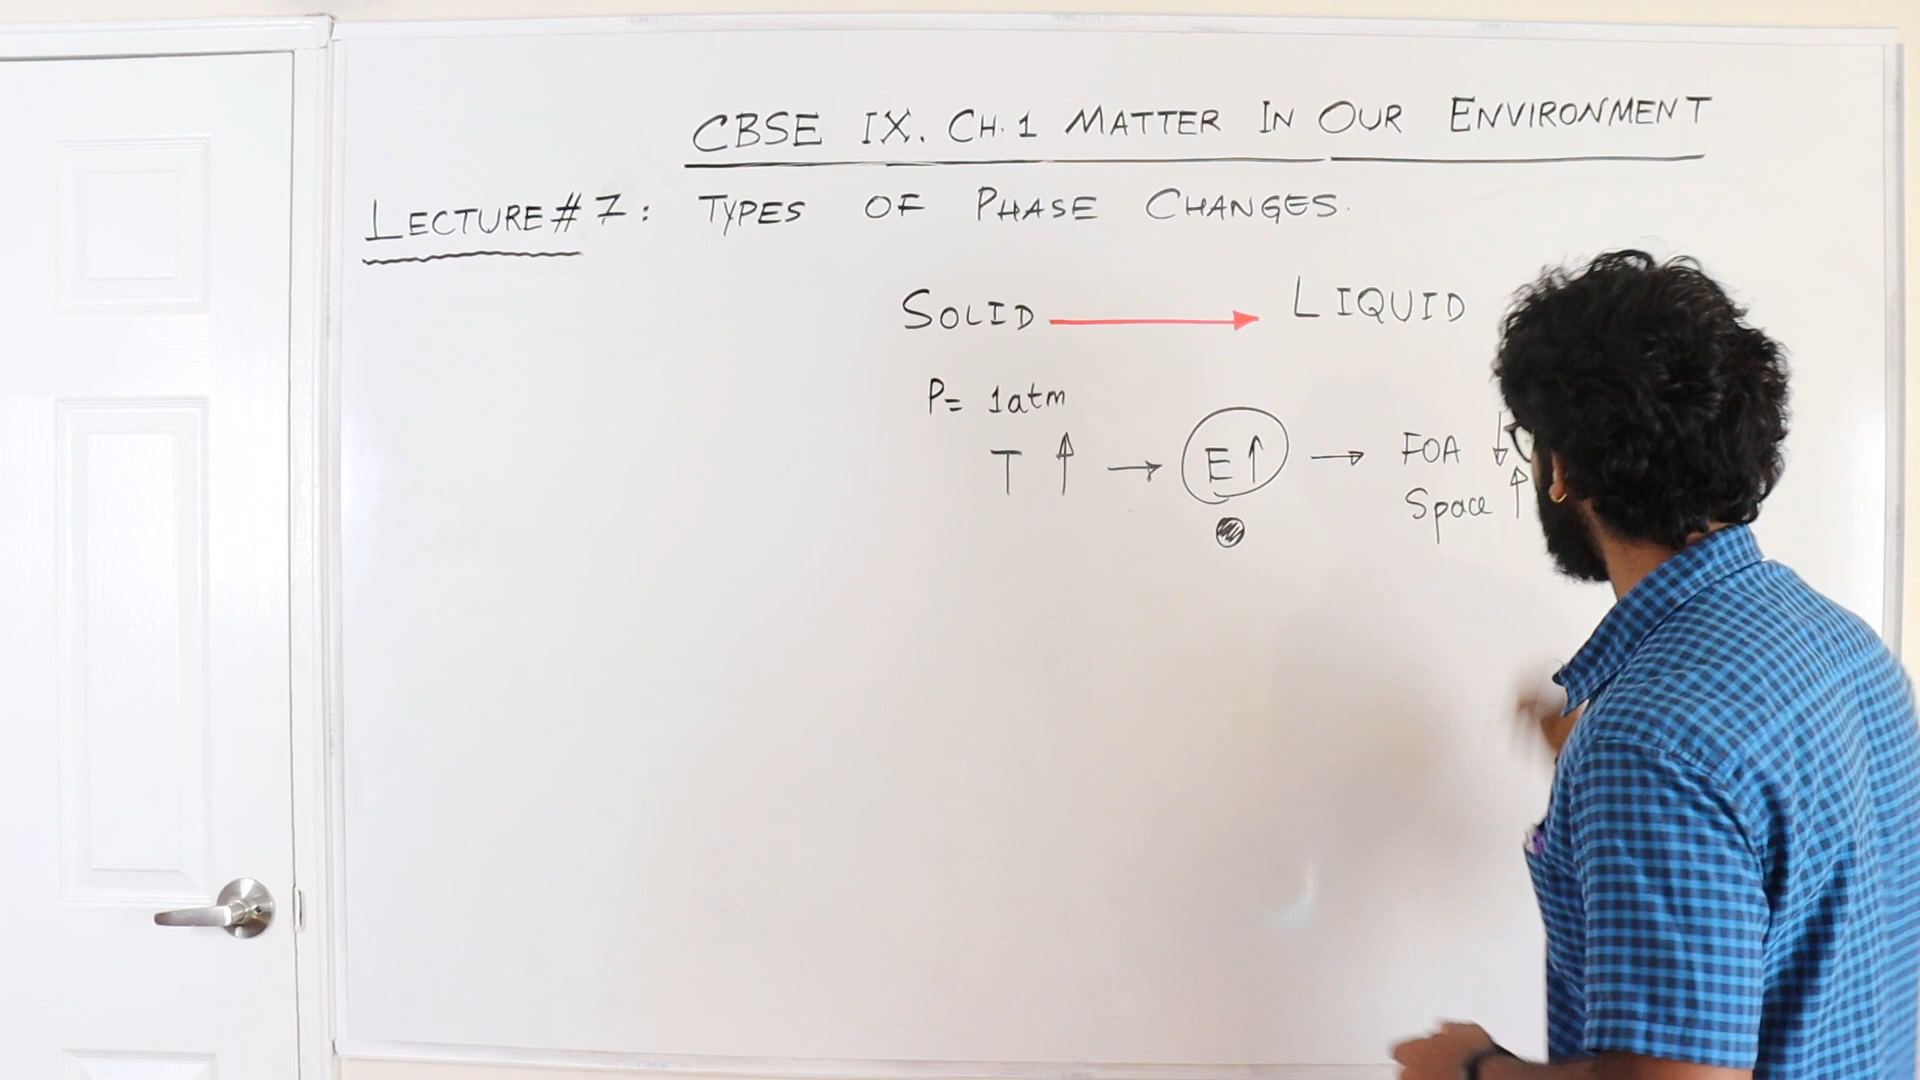 CBSE IX. CH.1 MATTER IN OUR ENVIRONMENT
LECTURE# 7: TYPES OF PHASE CHANGES.
SOLID → LIQUID
P= 1atm
T ↑ → E↑ → FOA ↓
Space ↑